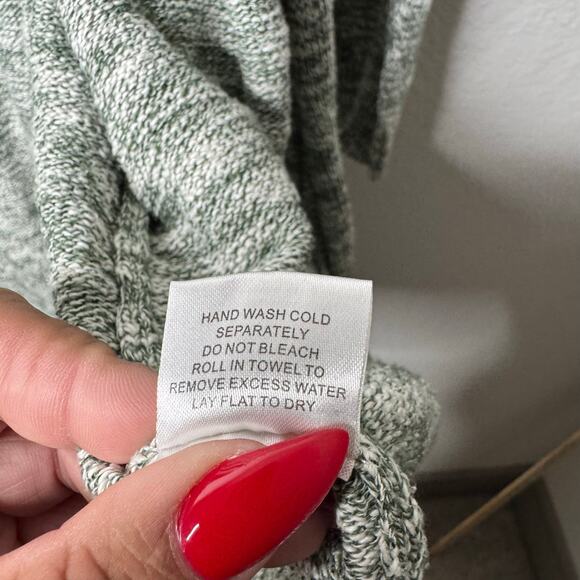 HAND WASH COLD
SEPARATELY
DO NOT BLEACH
ROLL IN TOWEL TO
REMOVE EXCESS WATER
LAY FLAT TO DRY